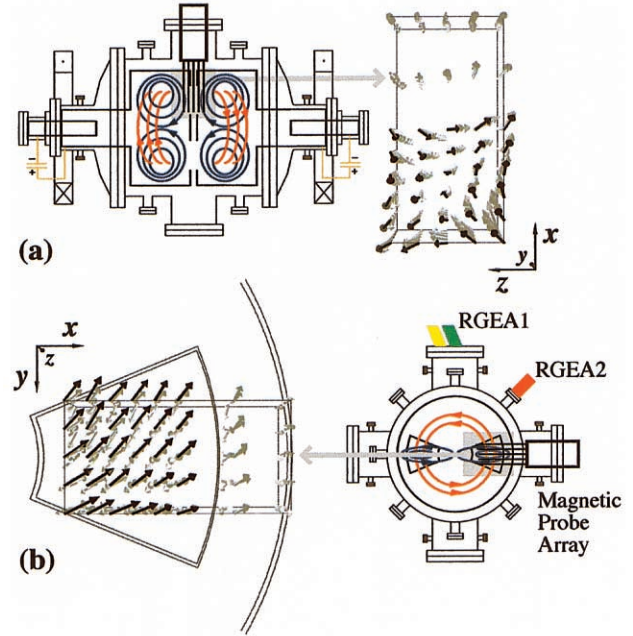 −
+
−
+
(a)
x
y
z
RGEA1
x
z
y
RGEA2
Magnetic
Probe
Array
(b)